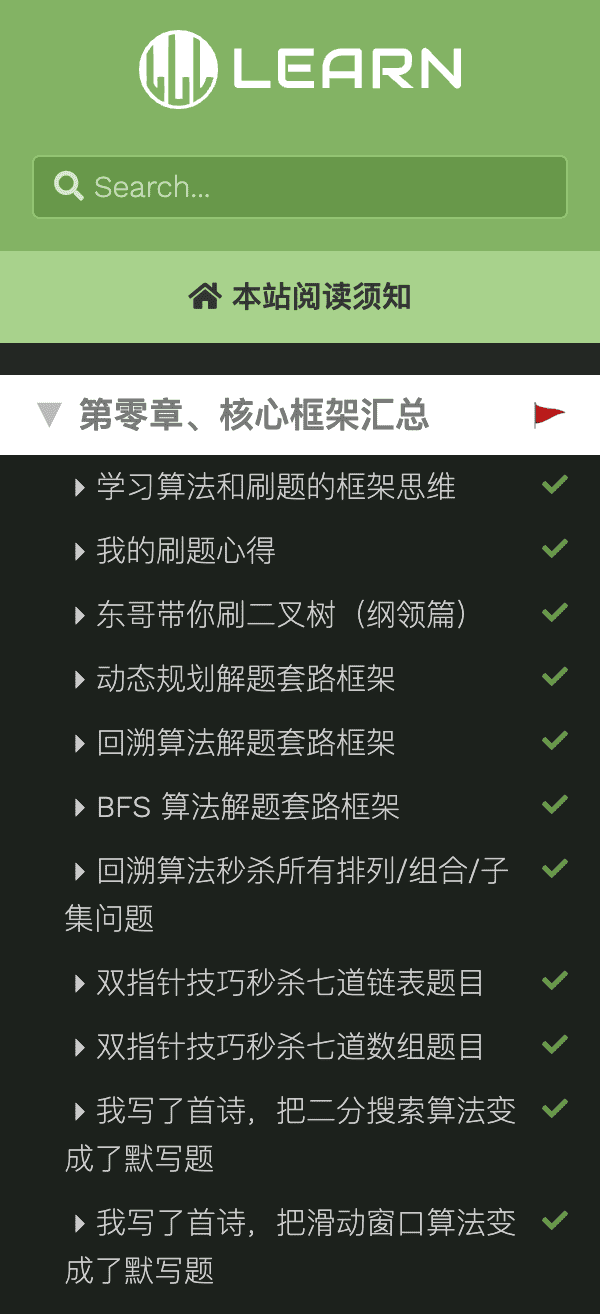 LEARN
Search...
本站阅读须知
第零章、核心框架汇总
学习算法和刷题的框架思维
我的刷题心得
东哥带你刷二叉树（纲领篇）
动态规划解题套路框架
回溯算法解题套路框架
BFS 算法解题套路框架
回溯算法秒杀所有排列/组合/子
集问题
双指针技巧秒杀七道链表题目
双指针技巧秒杀七道数组题目
我写了首诗，把二分搜索算法变
成了默写题
我写了首诗，把滑动窗口算法变
成了默写题